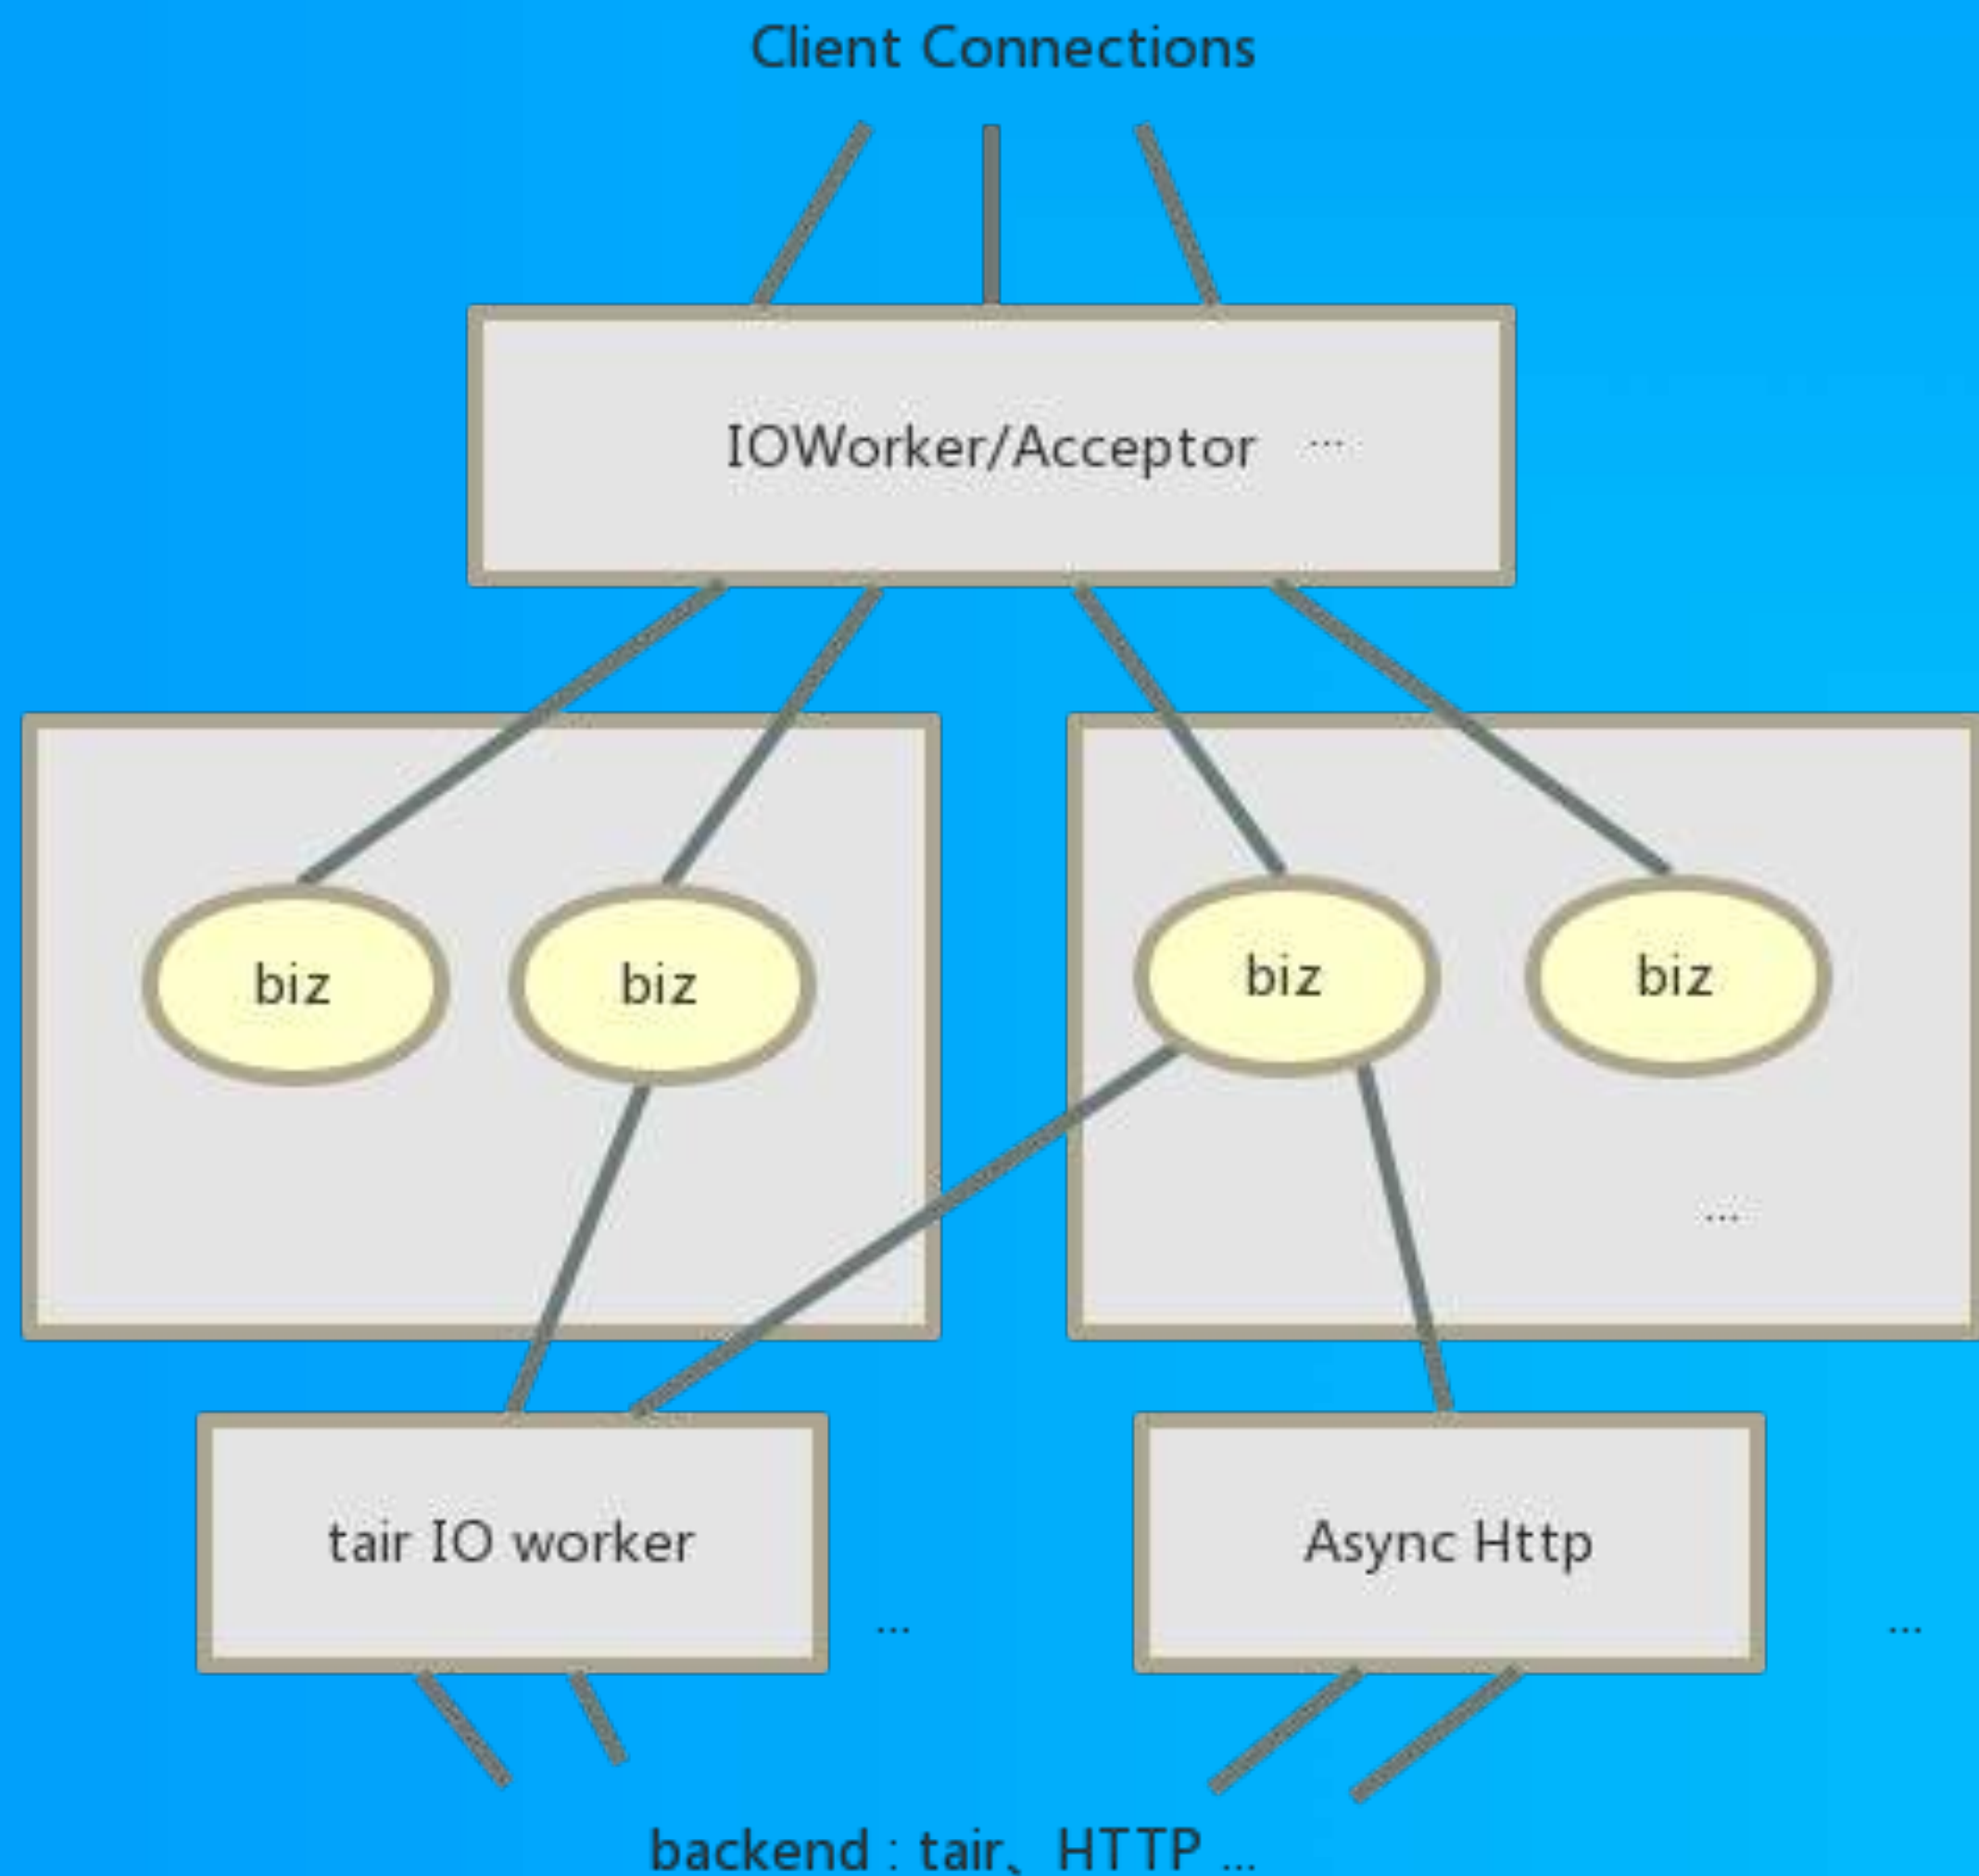 Client Connections
IOWorker/Acceptor ...
biz biz biz biz
...
tair IO worker Async Http
... ...
backend : tair、HTTP ...